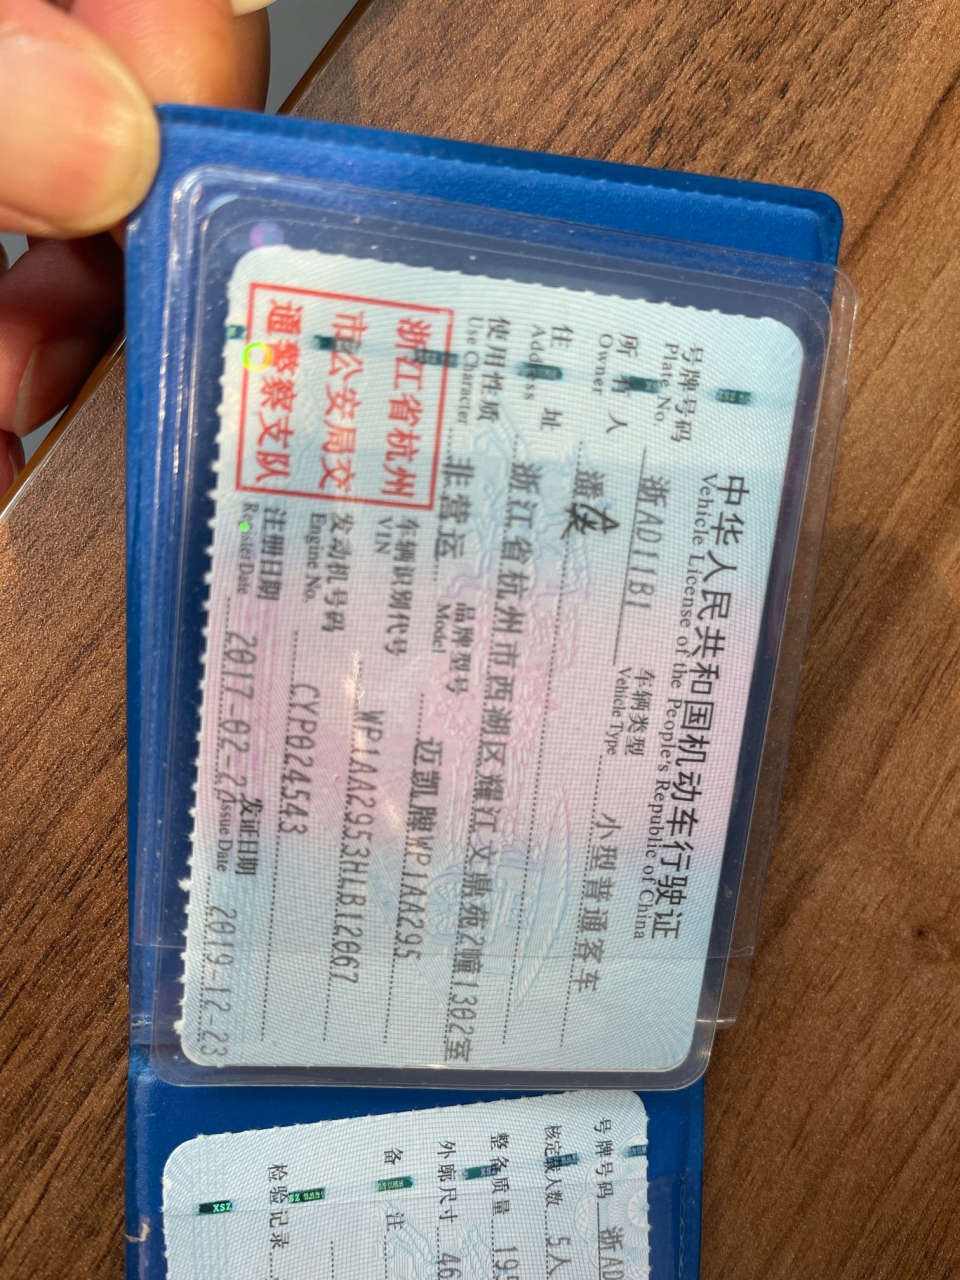 中华人民共和国机动车行驶证
Vehicle License of the People's Republic of China
号牌号码 浙AD11B1 车辆类型 小型普通客车
Plate No. Vehicle Type
所有人 潘
Owner
住址 浙江省杭州市西湖区耀江文鼎苑2幢1302室
Address
使用性质 非营运 品牌型号 迈凯牌WP1AA295
Use Character Model
浙江省杭州
市公安局交
通警察支队
车辆识别代号 WP1AA2953HLB12067
VIN
发动机号码 CYP024543
Engine No.
注册日期 2017-02-27 发证日期 2019-12-23
Register Date Issue Date
号牌号码 浙AD
核定载人数 5人
整备质量 195
外廓尺寸 46
备注
检验记录